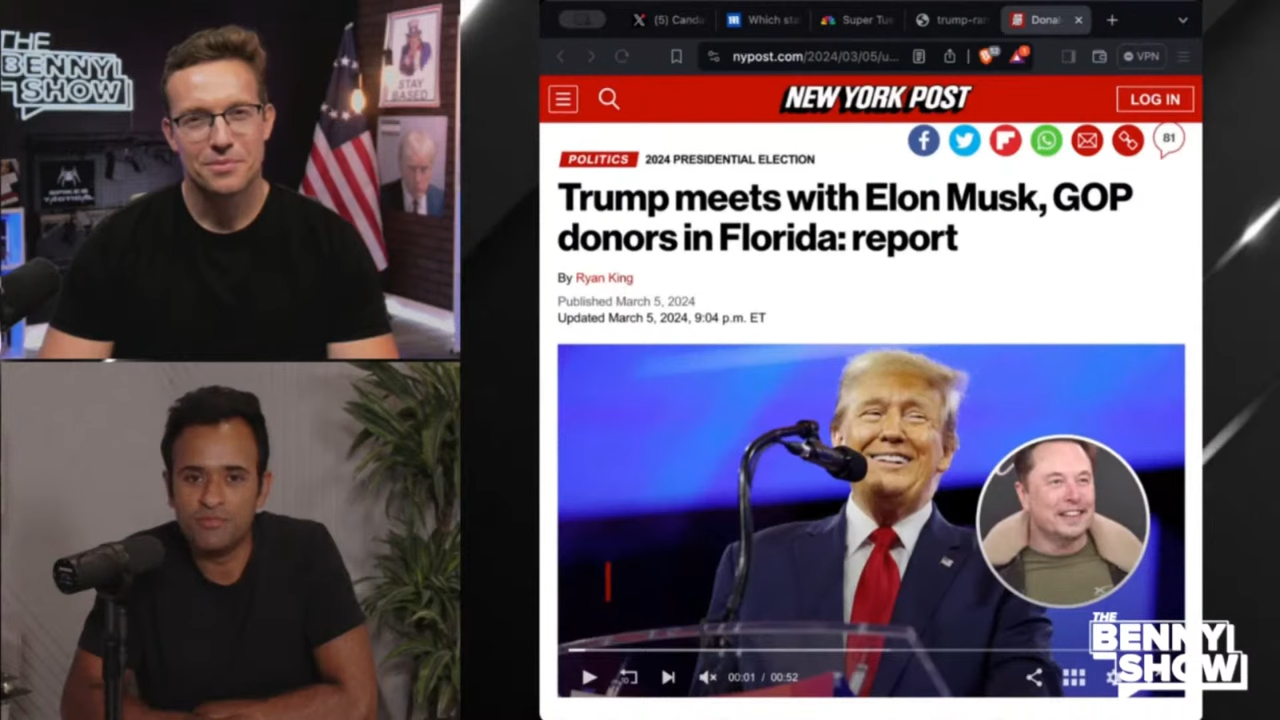 THE
BENNY
SHOW
STAY
BASED
(5) Canda
Which sta
Super Tue
trump-ran
Donal
nypost.com/2024/03/05/u...
VPN
NEW YORK POST
LOG IN
81
POLITICS 2024 PRESIDENTIAL ELECTION
Trump meets with Elon Musk, GOP
donors in Florida: report
By Ryan King
Published March 5, 2024
Updated March 5, 2024, 9:04 p.m. ET
00:01 / 00:52
THE
BENNY
SHOW